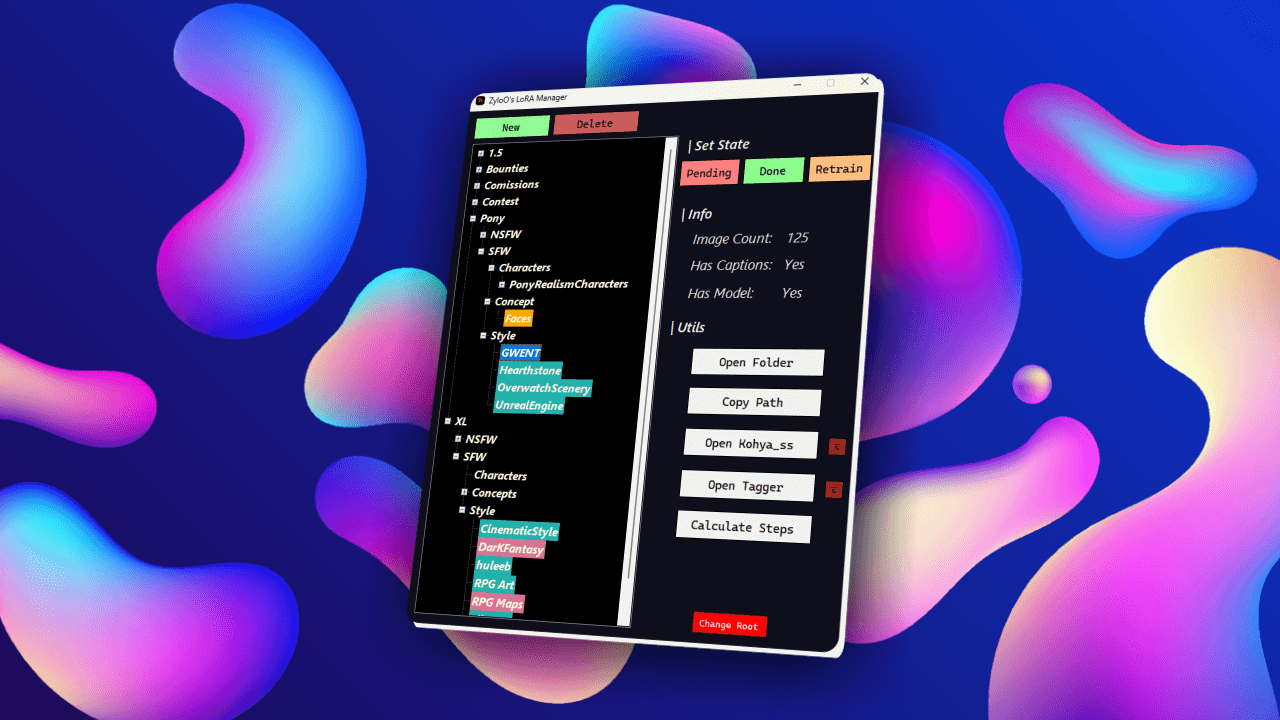 ZyloO's LoRA Manager
New
Delete
1.5
Bounties
Comissions
Contest
Pony
NSFW
SFW
Characters
PonyRealismCharacters
Concept
Faces
Style
GWENT
Hearthstone
OverwatchScenery
UnrealEngine
XL
NSFW
SFW
Characters
Concepts
Style
CinematicStyle
DarKFantasy
huleeb
RPG Art
RPG Maps
| Set State
Pending
Done
Retrain
| Info
Image Count: 125
Has Captions: Yes
Has Model: Yes
| Utils
Open Folder
Copy Path
Open Kohya_ss
Open Tagger
Calculate Steps
Change Root